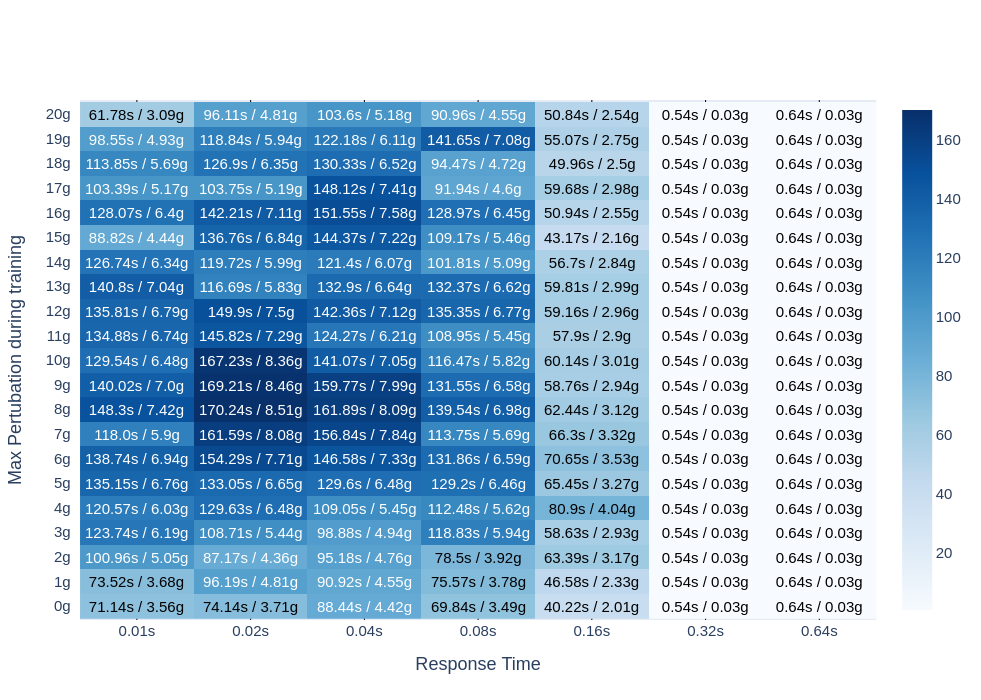 20g 61.78s / 3.09g 96.11s / 4.81g 103.6s / 5.18g 90.96s / 4.55g 50.84s / 2.54g 0.54s / 0.03g 0.64s / 0.03g
19g 98.55s / 4.93g 118.84s / 5.94g 122.18s / 6.11g 141.65s / 7.08g 55.07s / 2.75g 0.54s / 0.03g 0.64s / 0.03g
18g 113.85s / 5.69g 126.9s / 6.35g 130.33s / 6.52g 94.47s / 4.72g 49.96s / 2.5g 0.54s / 0.03g 0.64s / 0.03g
17g 103.39s / 5.17g 103.75s / 5.19g 148.12s / 7.41g 91.94s / 4.6g 59.68s / 2.98g 0.54s / 0.03g 0.64s / 0.03g
16g 128.07s / 6.4g 142.21s / 7.11g 151.55s / 7.58g 128.97s / 6.45g 50.94s / 2.55g 0.54s / 0.03g 0.64s / 0.03g
15g 88.82s / 4.44g 136.76s / 6.84g 144.37s / 7.22g 109.17s / 5.46g 43.17s / 2.16g 0.54s / 0.03g 0.64s / 0.03g
14g 126.74s / 6.34g 119.72s / 5.99g 121.4s / 6.07g 101.81s / 5.09g 56.7s / 2.84g 0.54s / 0.03g 0.64s / 0.03g
13g 140.8s / 7.04g 116.69s / 5.83g 132.9s / 6.64g 132.37s / 6.62g 59.81s / 2.99g 0.54s / 0.03g 0.64s / 0.03g
12g 135.81s / 6.79g 149.9s / 7.5g 142.36s / 7.12g 135.35s / 6.77g 59.16s / 2.96g 0.54s / 0.03g 0.64s / 0.03g
11g 134.88s / 6.74g 145.82s / 7.29g 124.27s / 6.21g 108.95s / 5.45g 57.9s / 2.9g 0.54s / 0.03g 0.64s / 0.03g
10g 129.54s / 6.48g 167.23s / 8.36g 141.07s / 7.05g 116.47s / 5.82g 60.14s / 3.01g 0.54s / 0.03g 0.64s / 0.03g
9g 140.02s / 7.0g 169.21s / 8.46g 159.77s / 7.99g 131.55s / 6.58g 58.76s / 2.94g 0.54s / 0.03g 0.64s / 0.03g
8g 148.3s / 7.42g 170.24s / 8.51g 161.89s / 8.09g 139.54s / 6.98g 62.44s / 3.12g 0.54s / 0.03g 0.64s / 0.03g
7g 118.0s / 5.9g 161.59s / 8.08g 156.84s / 7.84g 113.75s / 5.69g 66.3s / 3.32g 0.54s / 0.03g 0.64s / 0.03g
6g 138.74s / 6.94g 154.29s / 7.71g 146.58s / 7.33g 131.86s / 6.59g 70.65s / 3.53g 0.54s / 0.03g 0.64s / 0.03g
5g 135.15s / 6.76g 133.05s / 6.65g 129.6s / 6.48g 129.2s / 6.46g 65.45s / 3.27g 0.54s / 0.03g 0.64s / 0.03g
4g 120.57s / 6.03g 129.63s / 6.48g 109.05s / 5.45g 112.48s / 5.62g 80.9s / 4.04g 0.54s / 0.03g 0.64s / 0.03g
3g 123.74s / 6.19g 108.71s / 5.44g 98.88s / 4.94g 118.83s / 5.94g 58.63s / 2.93g 0.54s / 0.03g 0.64s / 0.03g
2g 100.96s / 5.05g 87.17s / 4.36g 95.18s / 4.76g 78.5s / 3.92g 63.39s / 3.17g 0.54s / 0.03g 0.64s / 0.03g
1g 73.52s / 3.68g 96.19s / 4.81g 90.92s / 4.55g 75.57s / 3.78g 46.58s / 2.33g 0.54s / 0.03g 0.64s / 0.03g
0g 71.14s / 3.56g 74.14s / 3.71g 88.44s / 4.42g 69.84s / 3.49g 40.22s / 2.01g 0.54s / 0.03g 0.64s / 0.03g
0.01s 0.02s 0.04s 0.08s 0.16s 0.32s 0.64s
Response Time
Max Pertubation during training
160
140
120
100
80
60
40
20